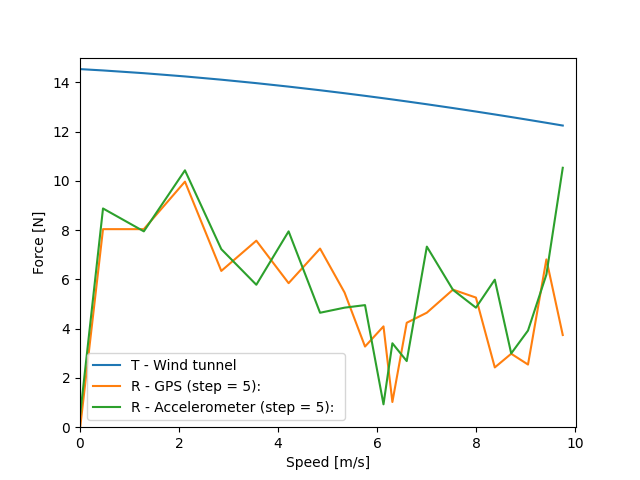 14
12
10
8
6
4
2
0
Force [N]
T - Wind tunnel
R - GPS (step = 5):
R - Accelerometer (step = 5):
0 2 4 6 8 10
Speed [m/s]